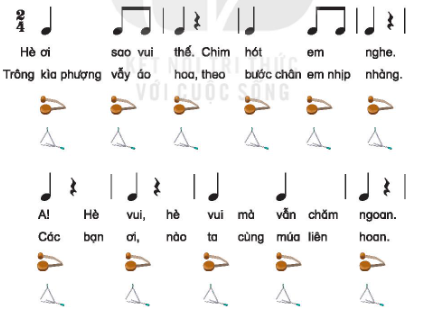 2
4
Hè ơi sao vui thế. Chim hót em nghe.
Trông kìa phượng vẫy áo hoa, theo bước chân em nhịp nhàng.
KẾT NỐI TRI THỨC
VỚI CUỘC SỐNG
A! Hè vui, hè vui mà vẫn chăm ngoan.
Các bạn ơi, nào ta cùng múa liên hoan.